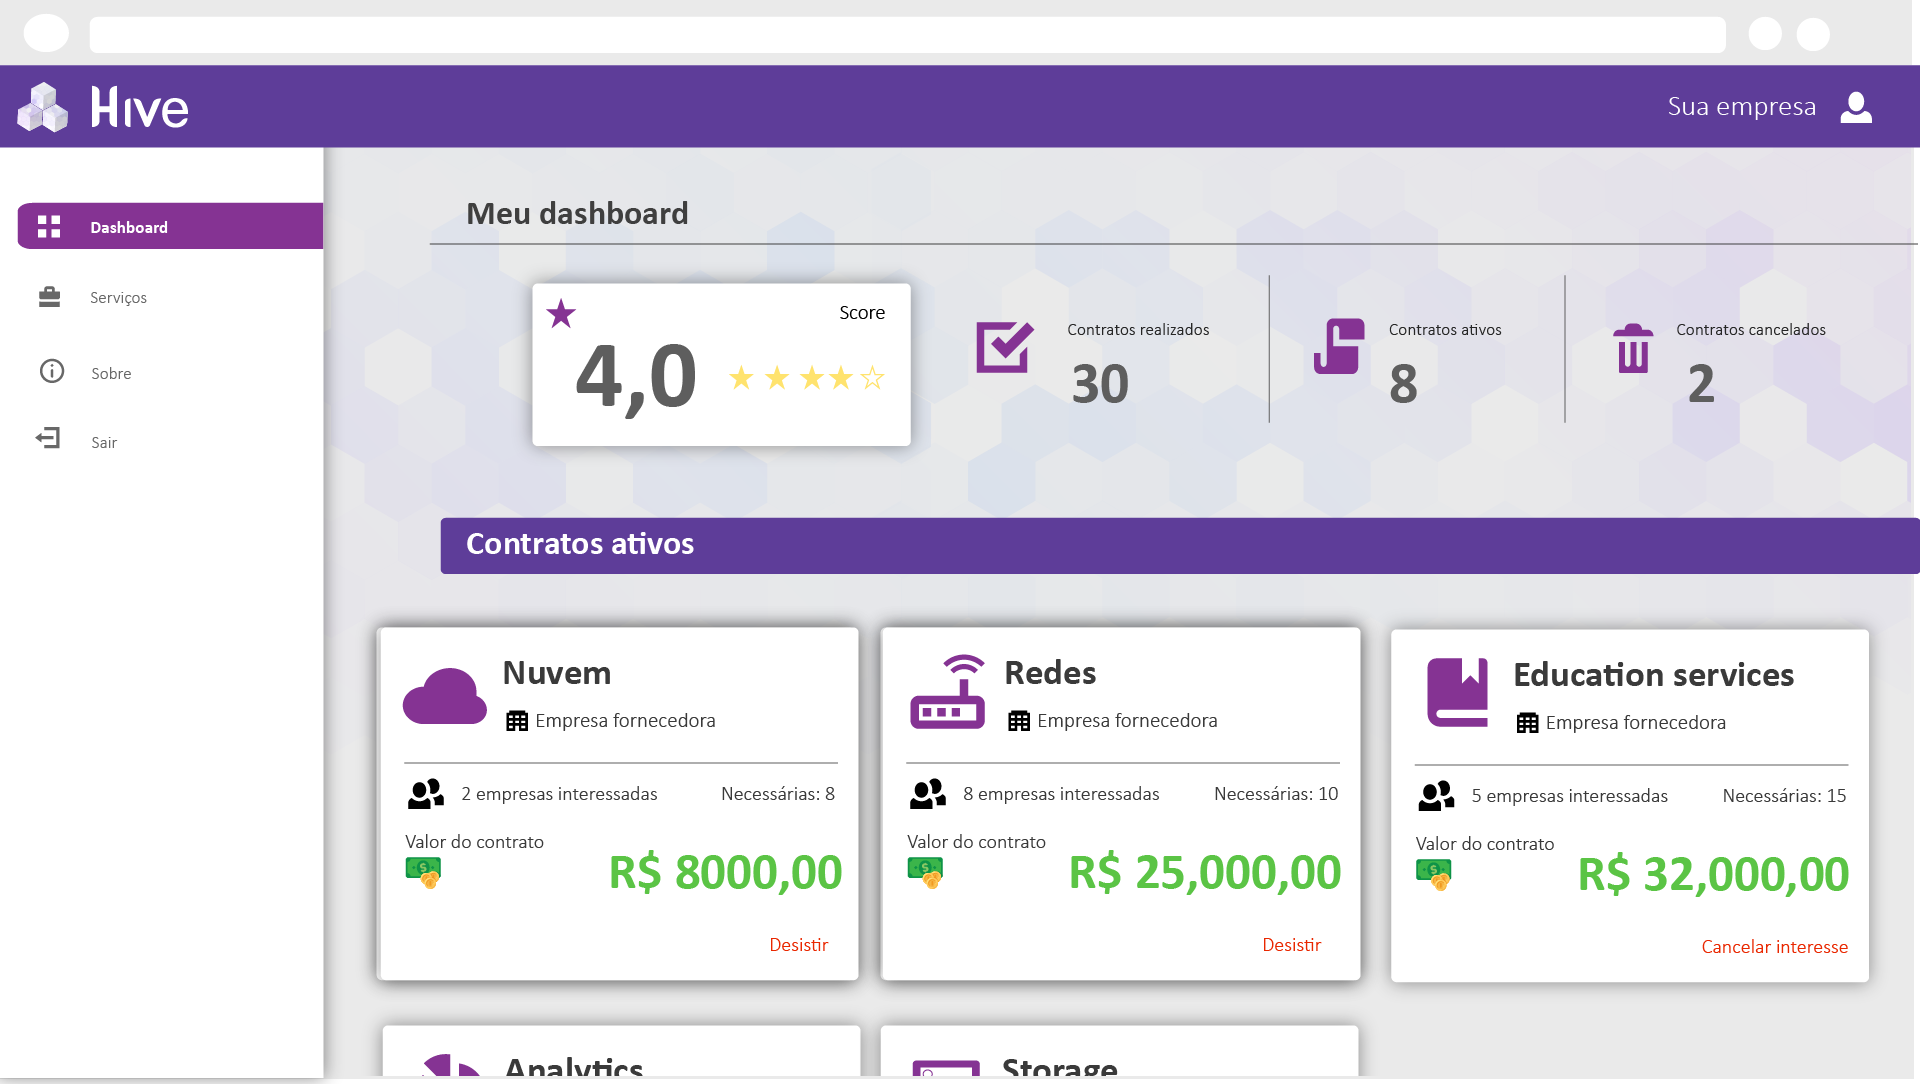 Hive
Sua empresa
Dashboard
Serviços
Sobre
Sair
Meu dashboard
Score
4,0
Contratos realizados
30
Contratos ativos
8
Contratos cancelados
2
Contratos ativos
Nuvem
Empresa fornecedora
2 empresas interessadas Necessárias: 8
Valor do contrato
R$ 8000,00
Desistir
Redes
Empresa fornecedora
8 empresas interessadas Necessárias: 10
Valor do contrato
R$ 25,000,00
Desistir
Education services
Empresa fornecedora
5 empresas interessadas Necessárias: 15
Valor do contrato
R$ 32,000,00
Cancelar interesse
Analytics
Storage